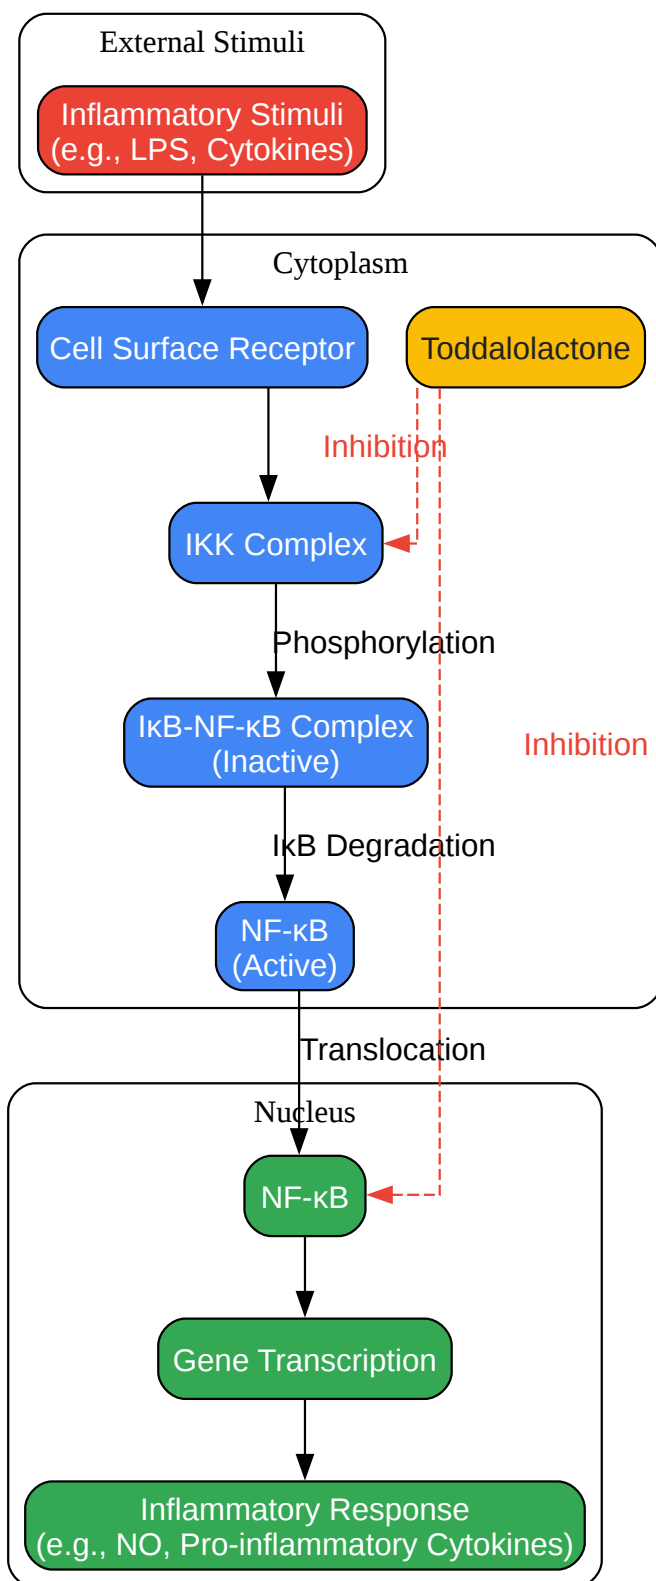 External Stimuli
Inflammatory Stimuli
(e.g., LPS, Cytokines)
Cytoplasm
Cell Surface Receptor
Toddalolactone
Inhibition
IKK Complex
Phosphorylation
IκB-NF-κB Complex
(Inactive)
Inhibition
IκB Degradation
NF-κB
(Active)
Translocation
Nucleus
NF-κB
Gene Transcription
Inflammatory Response
(e.g., NO, Pro-inflammatory Cytokines)